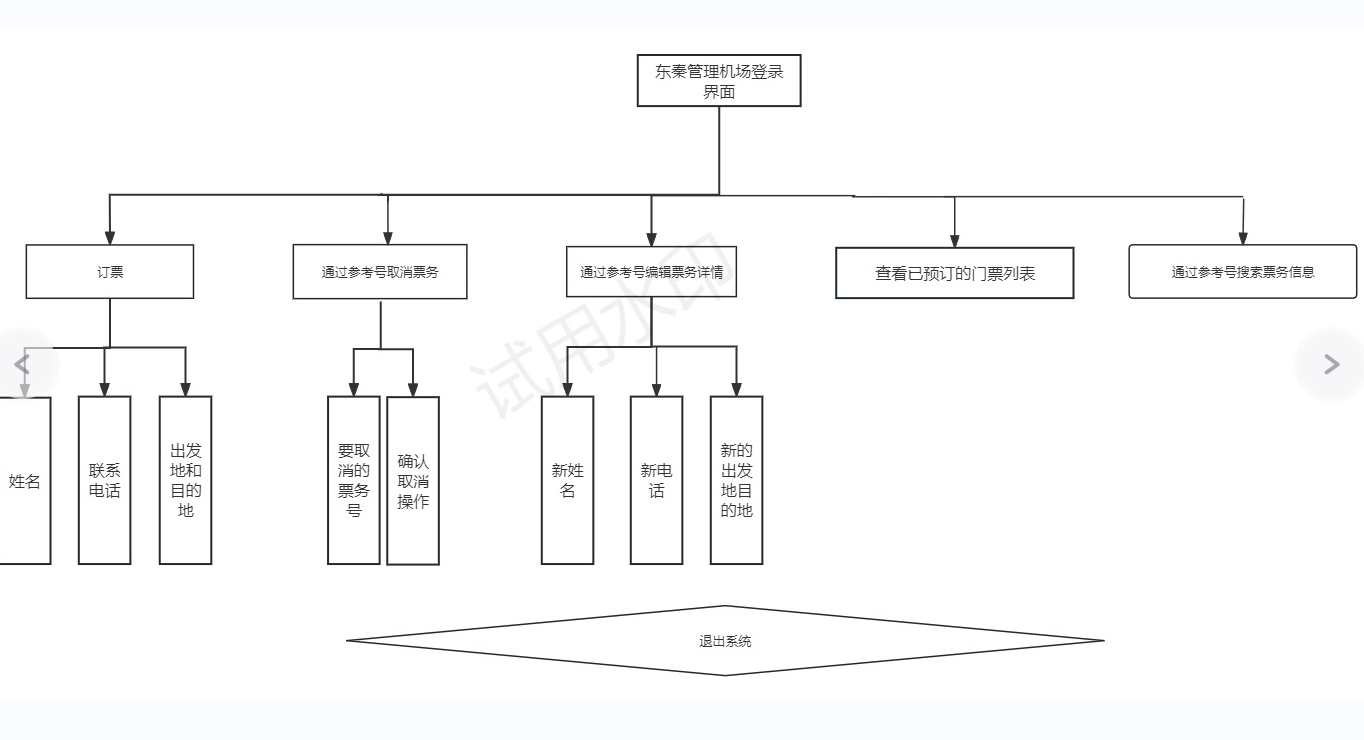 东秦管理机场登录
界面
订票
通过参考号取消票务
通过参考号编辑票务详情
查看已预订的门票列表
通过参考号搜索票务信息
试用水印
姓名
联系
电话
出发
地和
目的
地
要取
消的
票务
号
确认
取消
操作
新姓
名
新电
话
新的
出发
地目
的地
退出系统